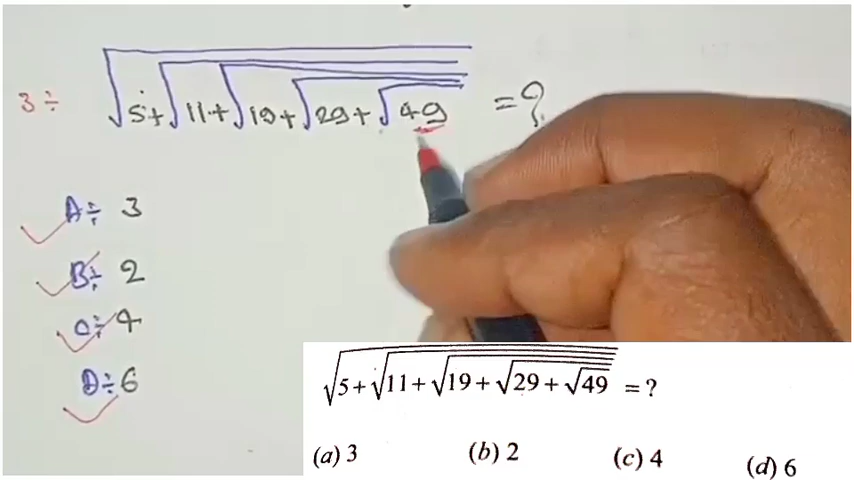 3÷ √5+√11+√19+√29+√49 =?
A÷ 3
B÷ 2
C÷ 4
D÷ 6
√5+√11+√19+√29+√49 = ?
(a) 3 (b) 2 (c) 4 (d) 6